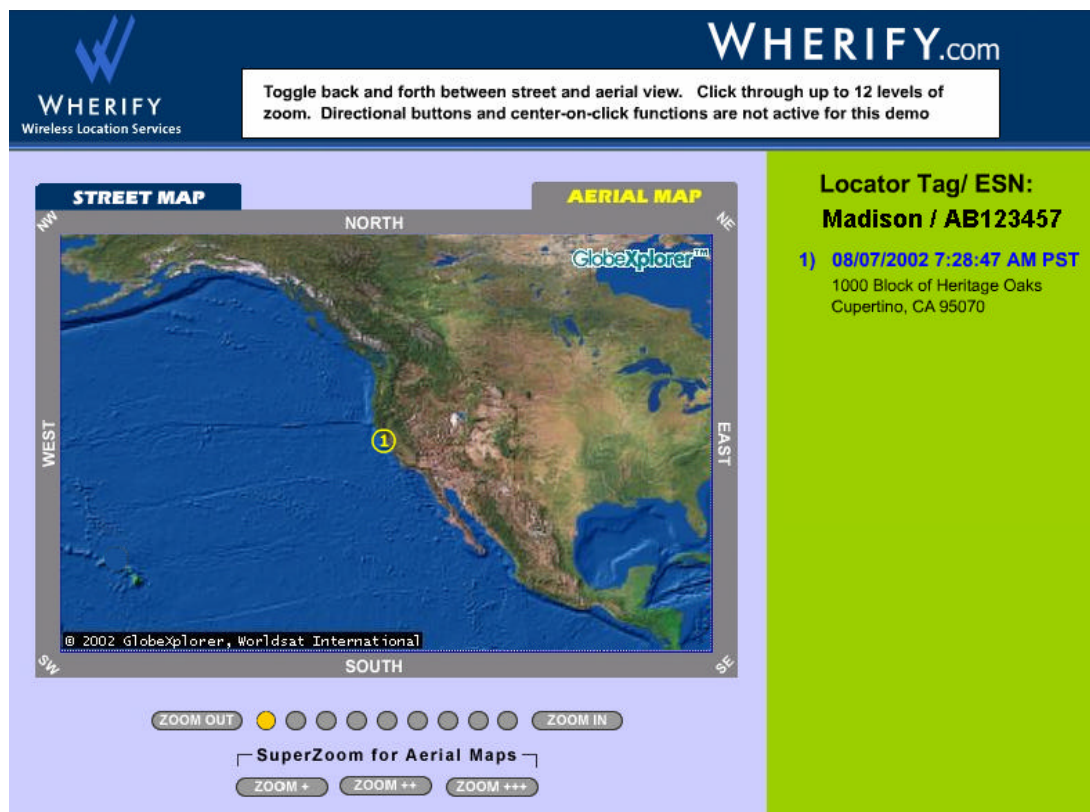 WHERIFY
Wireless Location Services
WHERIFY.com
Toggle back and forth between street and aerial view. Click through up to 12 levels of
zoom. Directional buttons and center-on-click functions are not active for this demo
STREET MAP
AERIAL MAP
NW
NORTH
NE
GlobeXplorer™
WEST
1
EAST
© 2002 GlobeXplorer, Worldsat International
SW
SOUTH
SE
ZOOM OUT
ZOOM IN
SuperZoom for Aerial Maps
ZOOM +
ZOOM ++
ZOOM +++
Locator Tag/ ESN:
Madison / AB123457
1) 08/07/2002 7:28:47 AM PST
1000 Block of Heritage Oaks
Cupertino, CA 95070